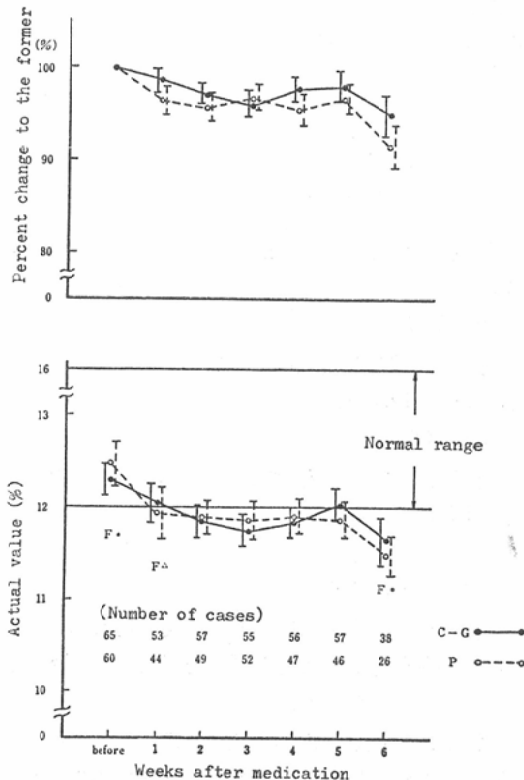 Percent change to the former
(%)
100
90
80
0
16
13
Normal range
12
Actual value (%)
F*
F△
F*
11
(Number of cases)
65 53 57 55 56 57 38
60 44 49 52 47 46 26
C-G
P
10
0
before 1 2 3 4 5 6
Weeks after medication